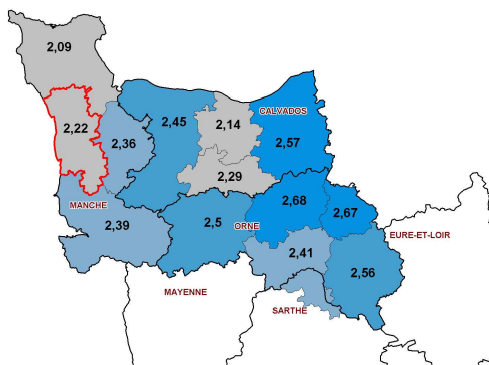 2,09
2,22
2,36
2,45
2,14
CALVADOS
2,57
2,29
MANCHE
2,39
2,5
ORNE
2,68
2,67
2,41
2,56
EURE-ET-LOIR
MAYENNE
SARTHE